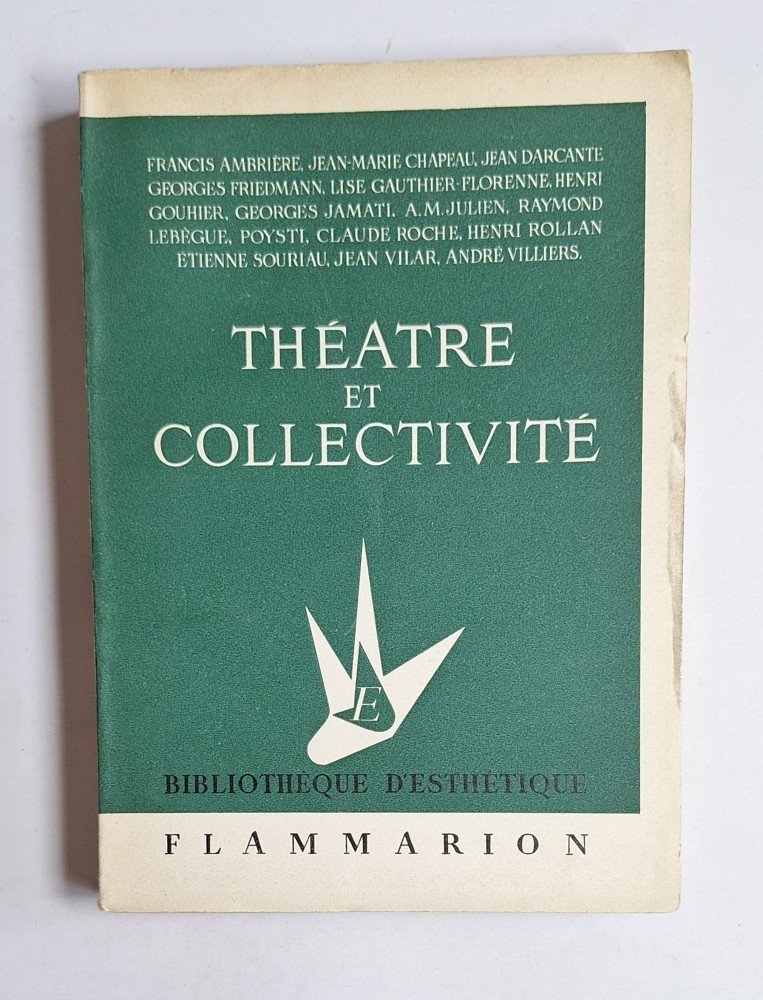 FRANCIS AMBRIÈRE, JEAN-MARIE CHAPEAU, JEAN DARCANTE
GEORGES FRIEDMANN, LISE GAUTHIER-FLORENNE, HENRI
GOUHIER, GEORGES JAMATI, A.M. JULIEN, RAYMOND
LEBÈGUE, POYSTI, CLAUDE ROCHE, HENRI ROLLAN
ÉTIENNE SOURIAU, JEAN VILAR, ANDRÉ VILLIERS.
THÉATRE
ET
COLLECTIVITÉ
E
BIBLIOTHÈQUE D'ESTHÉTIQUE
FLAMMARION